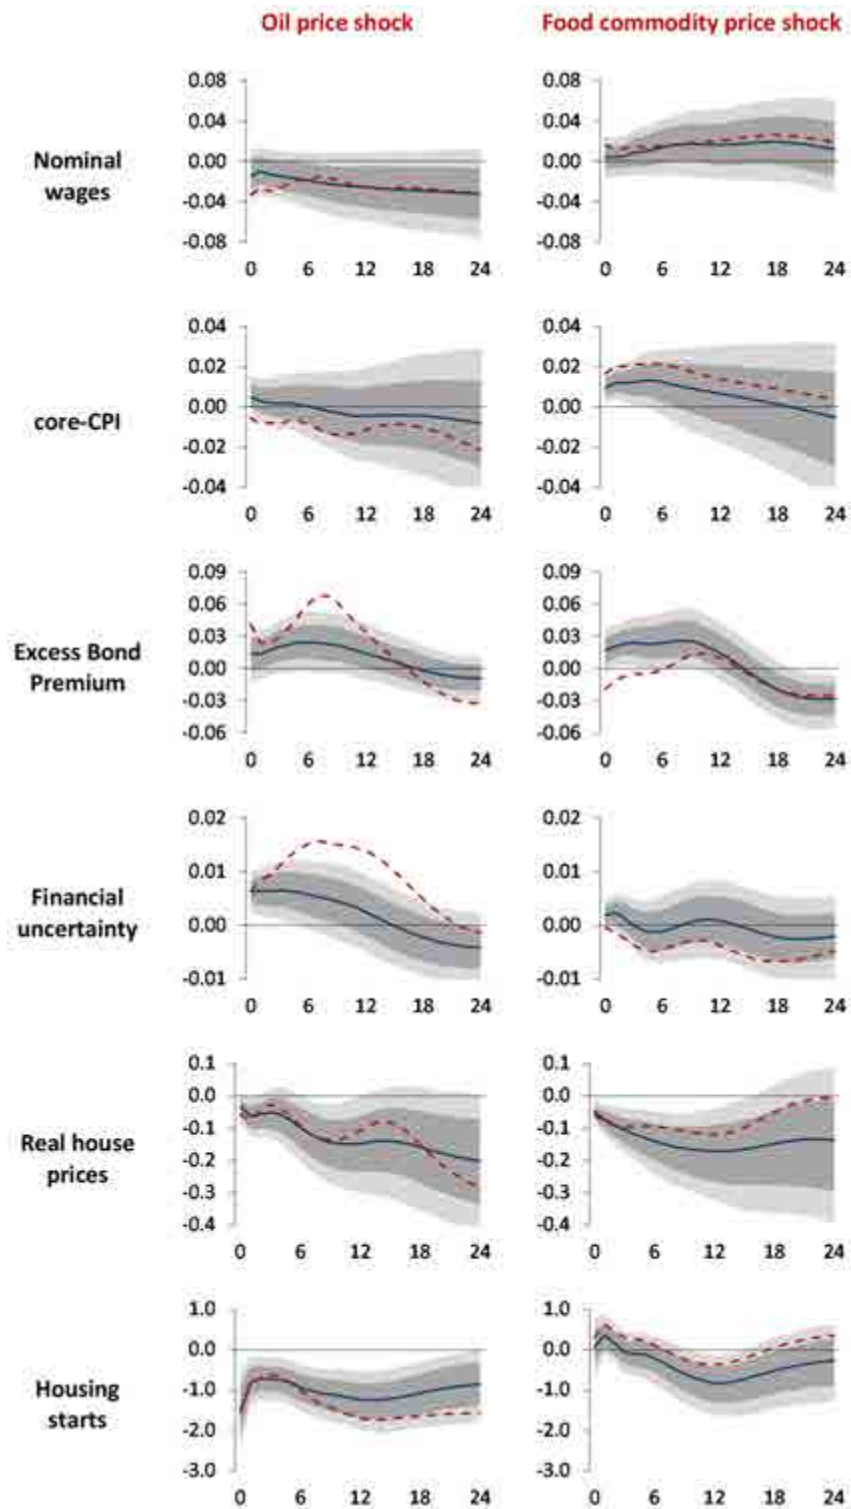 Oil price shock Food commodity price shock
Nominal
wages
0.08 0.08
0.04 0.04
0.00 0.00
-0.04 -0.04
-0.08 -0.08
0 6 12 18 24 0 6 12 18 24
core-CPI
0.04 0.04
0.02 0.02
0.00 0.00
-0.02 -0.02
-0.04 -0.04
0 6 12 18 24 0 6 12 18 24
Excess Bond
Premium
0.09 0.09
0.06 0.06
0.03 0.03
0.00 0.00
-0.03 -0.03
-0.06 -0.06
0 6 12 18 24 0 6 12 18 24
Financial
uncertainty
0.02 0.02
0.01 0.01
0.00 0.00
-0.01 -0.01
0 6 12 18 24 0 6 12 18 24
Real house
prices
0.1 0.1
0.0 0.0
-0.1 -0.1
-0.2 -0.2
-0.3 -0.3
-0.4 -0.4
0 6 12 18 24 0 6 12 18 24
Housing
starts
1.0 1.0
0.0 0.0
-1.0 -1.0
-2.0 -2.0
-3.0 -3.0
0 6 12 18 24 0 6 12 18 24